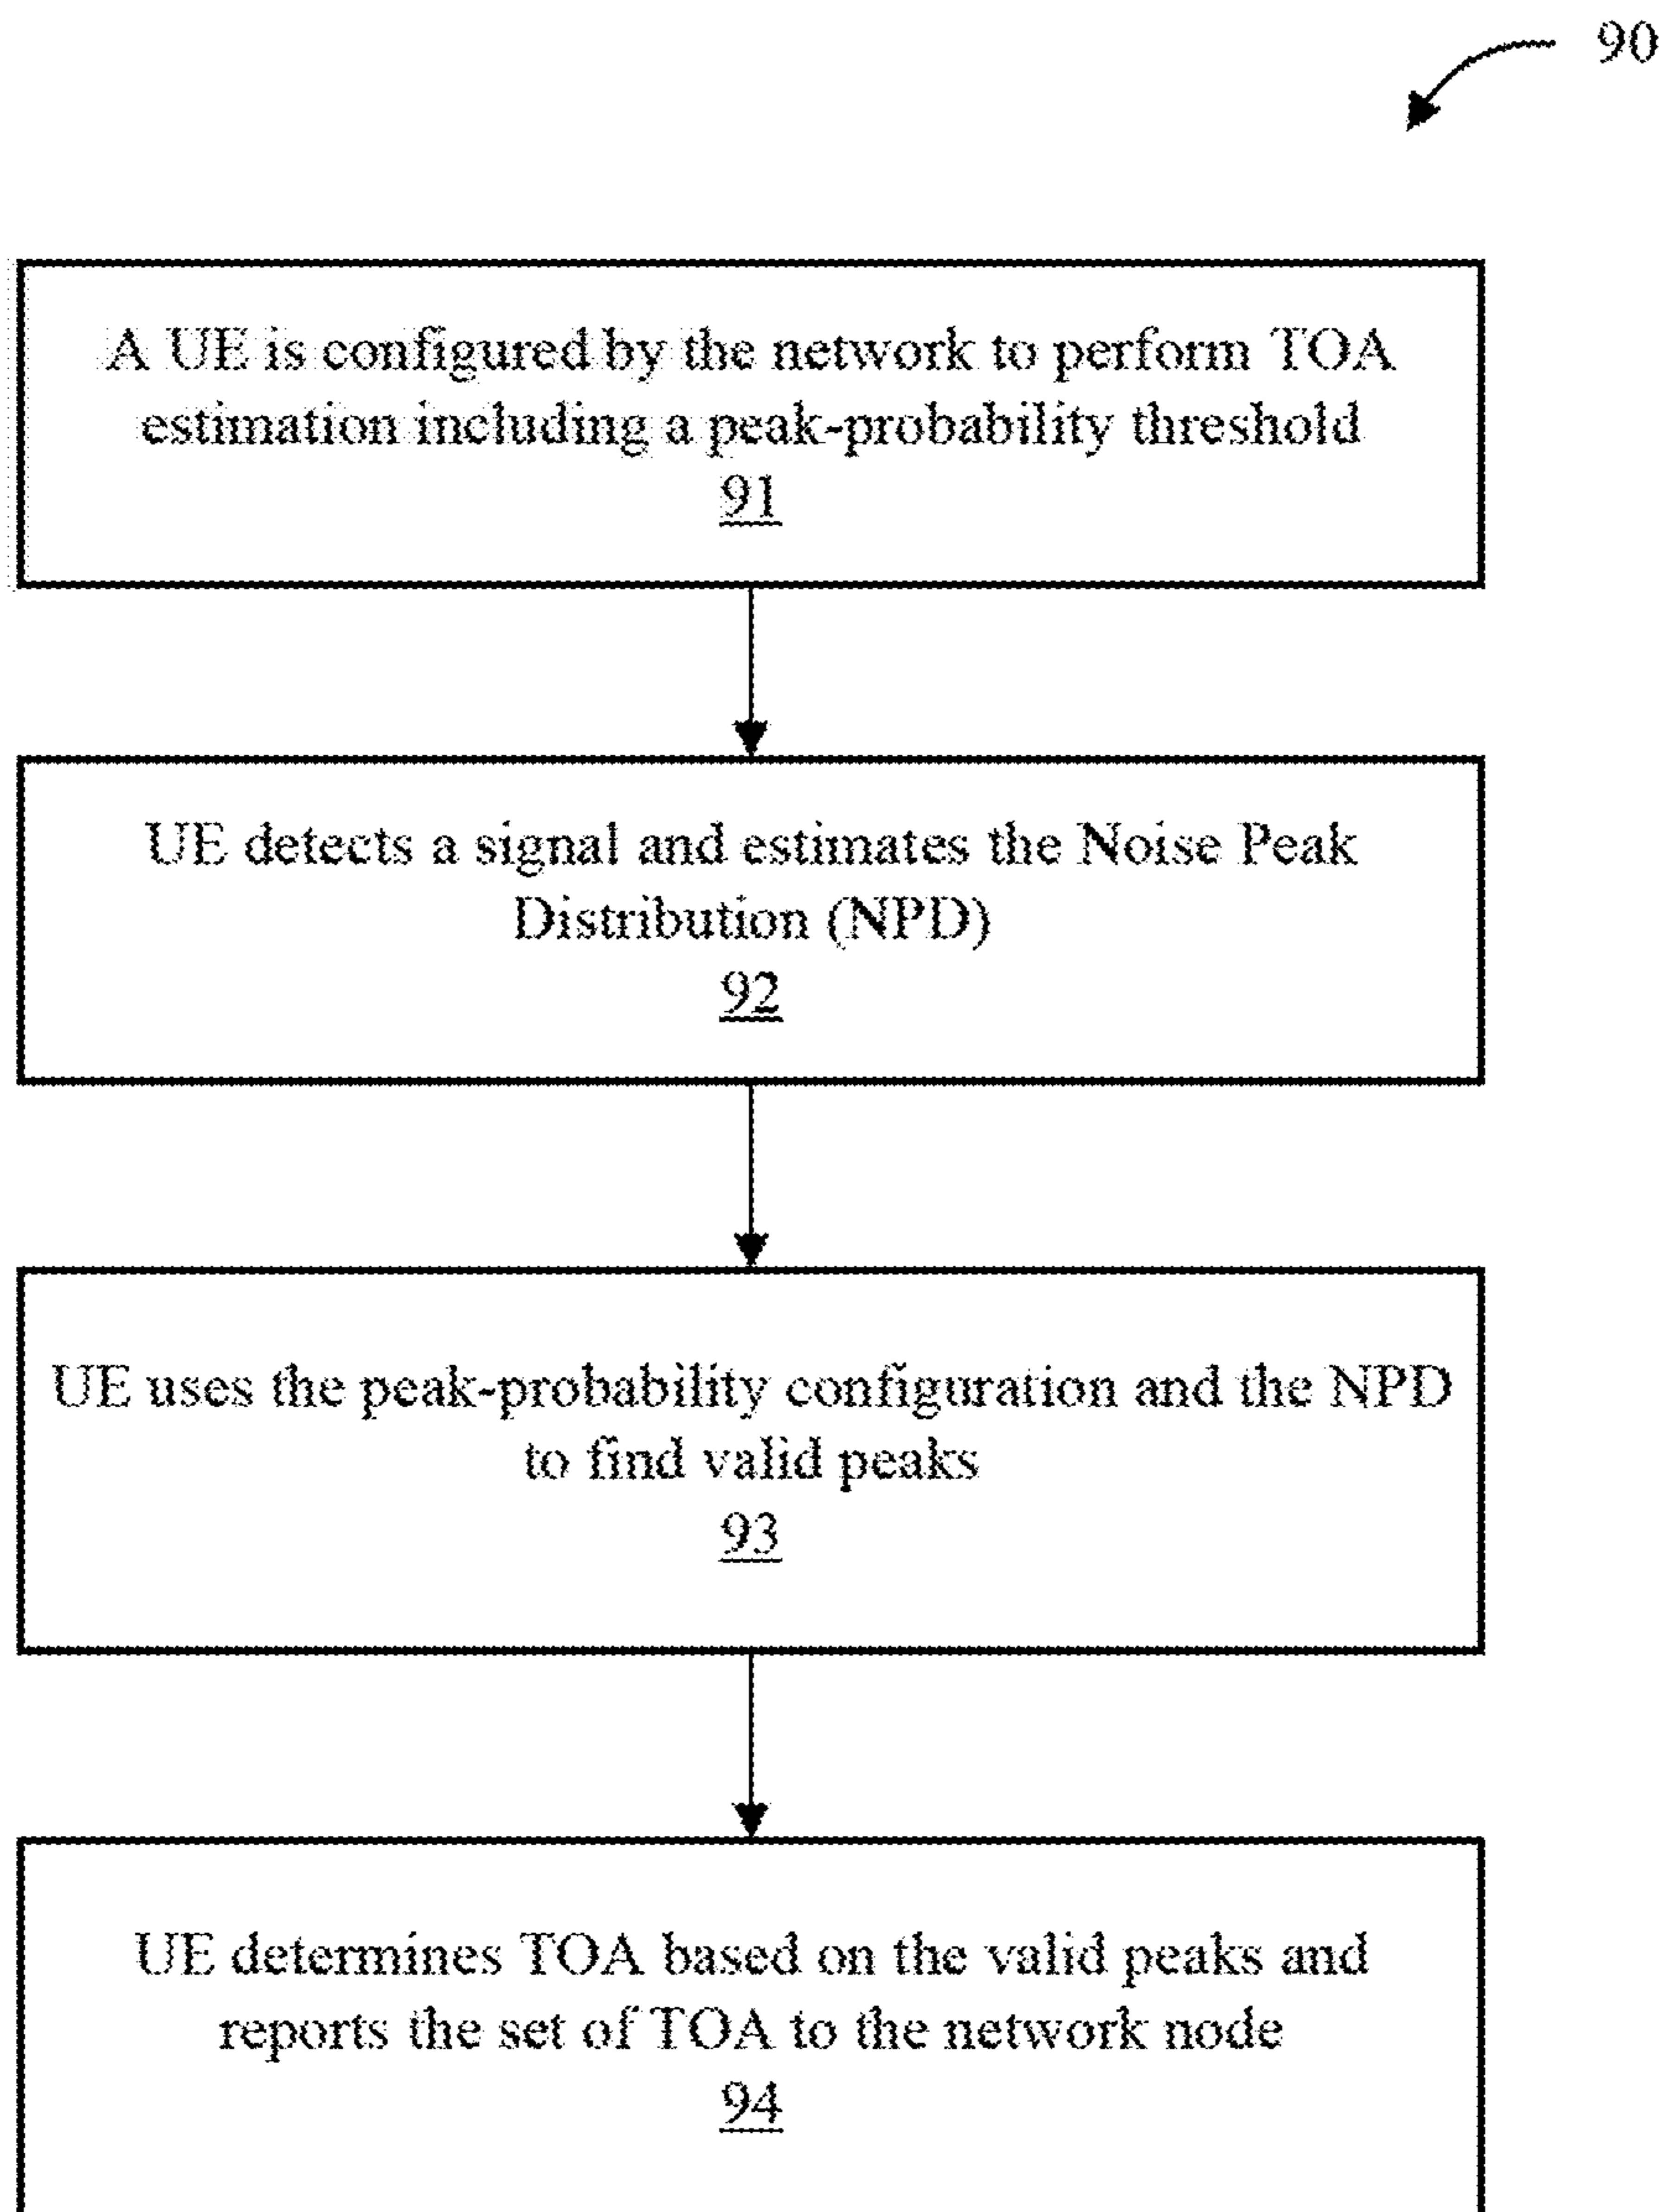 90
A UE is configured by the network to perform TOA
estimation including a peak-probability threshold
91
UE detects a signal and estimates the Noise Peak
Distribution (NPD)
92
UE uses the peak-probability configuration and the NPD
to find valid peaks
93
UE determines TOA based on the valid peaks and
reports the set of TOA to the network node
94